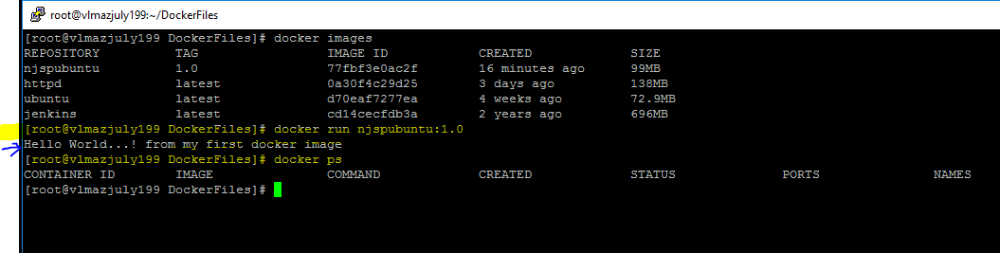 root@vlmazjuly199:~/DockerFiles
[root@vlmazjuly199 DockerFiles]# docker images
REPOSITORY TAG IMAGE ID CREATED SIZE
njspubuntu 1.0 77fbf3e0ac2f 16 minutes ago 99MB
httpd latest 0a30f4c29d25 3 days ago 138MB
ubuntu latest d70eaf7277ea 4 weeks ago 72.9MB
jenkins latest cd14cecfdb3a 2 years ago 696MB
[root@vlmazjuly199 DockerFiles]# docker run njspubuntu:1.0
Hello World...! from my first docker image
[root@vlmazjuly199 DockerFiles]# docker ps
CONTAINER ID IMAGE COMMAND CREATED STATUS PORTS NAMES
[root@vlmazjuly199 DockerFiles]#